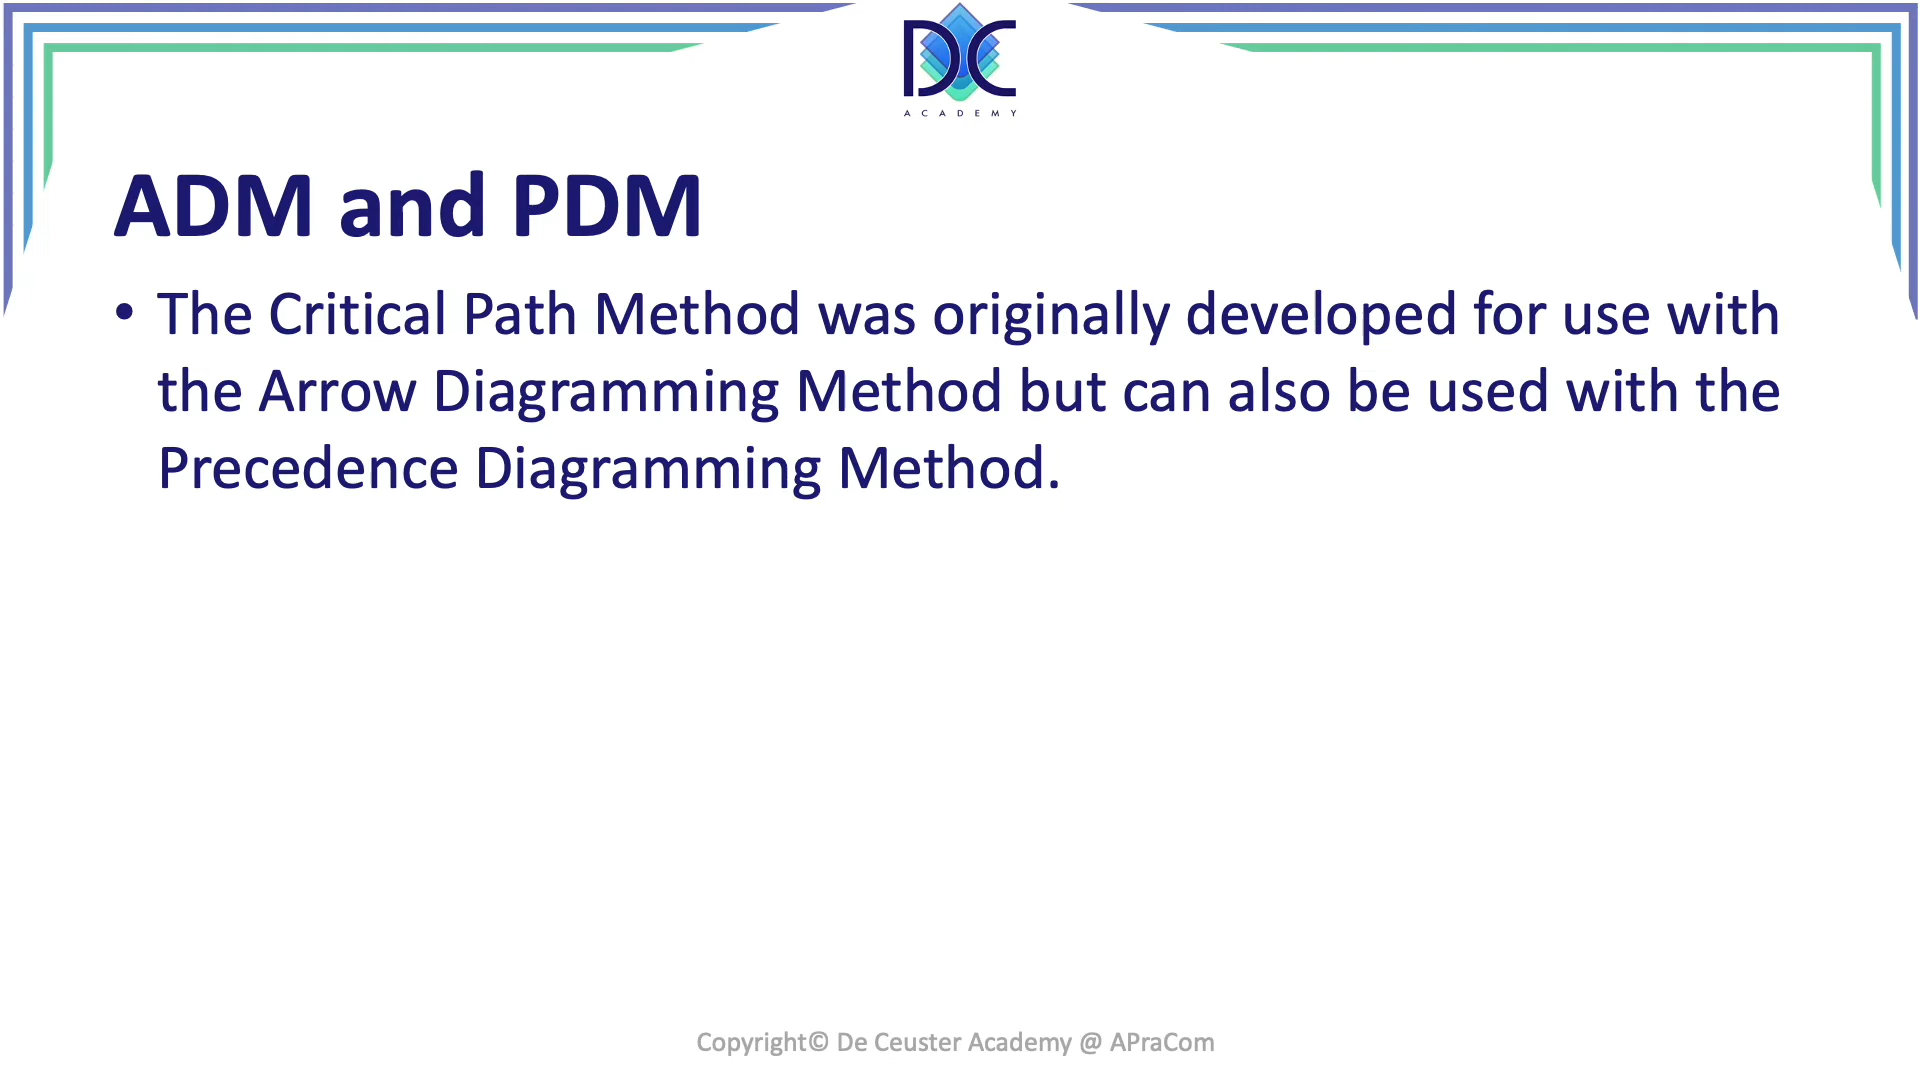 DC
ACADEMY
ADM and PDM
• The Critical Path Method was originally developed for use with
the Arrow Diagramming Method but can also be used with the
Precedence Diagramming Method.
Copyright© De Ceuster Academy @ APraCom